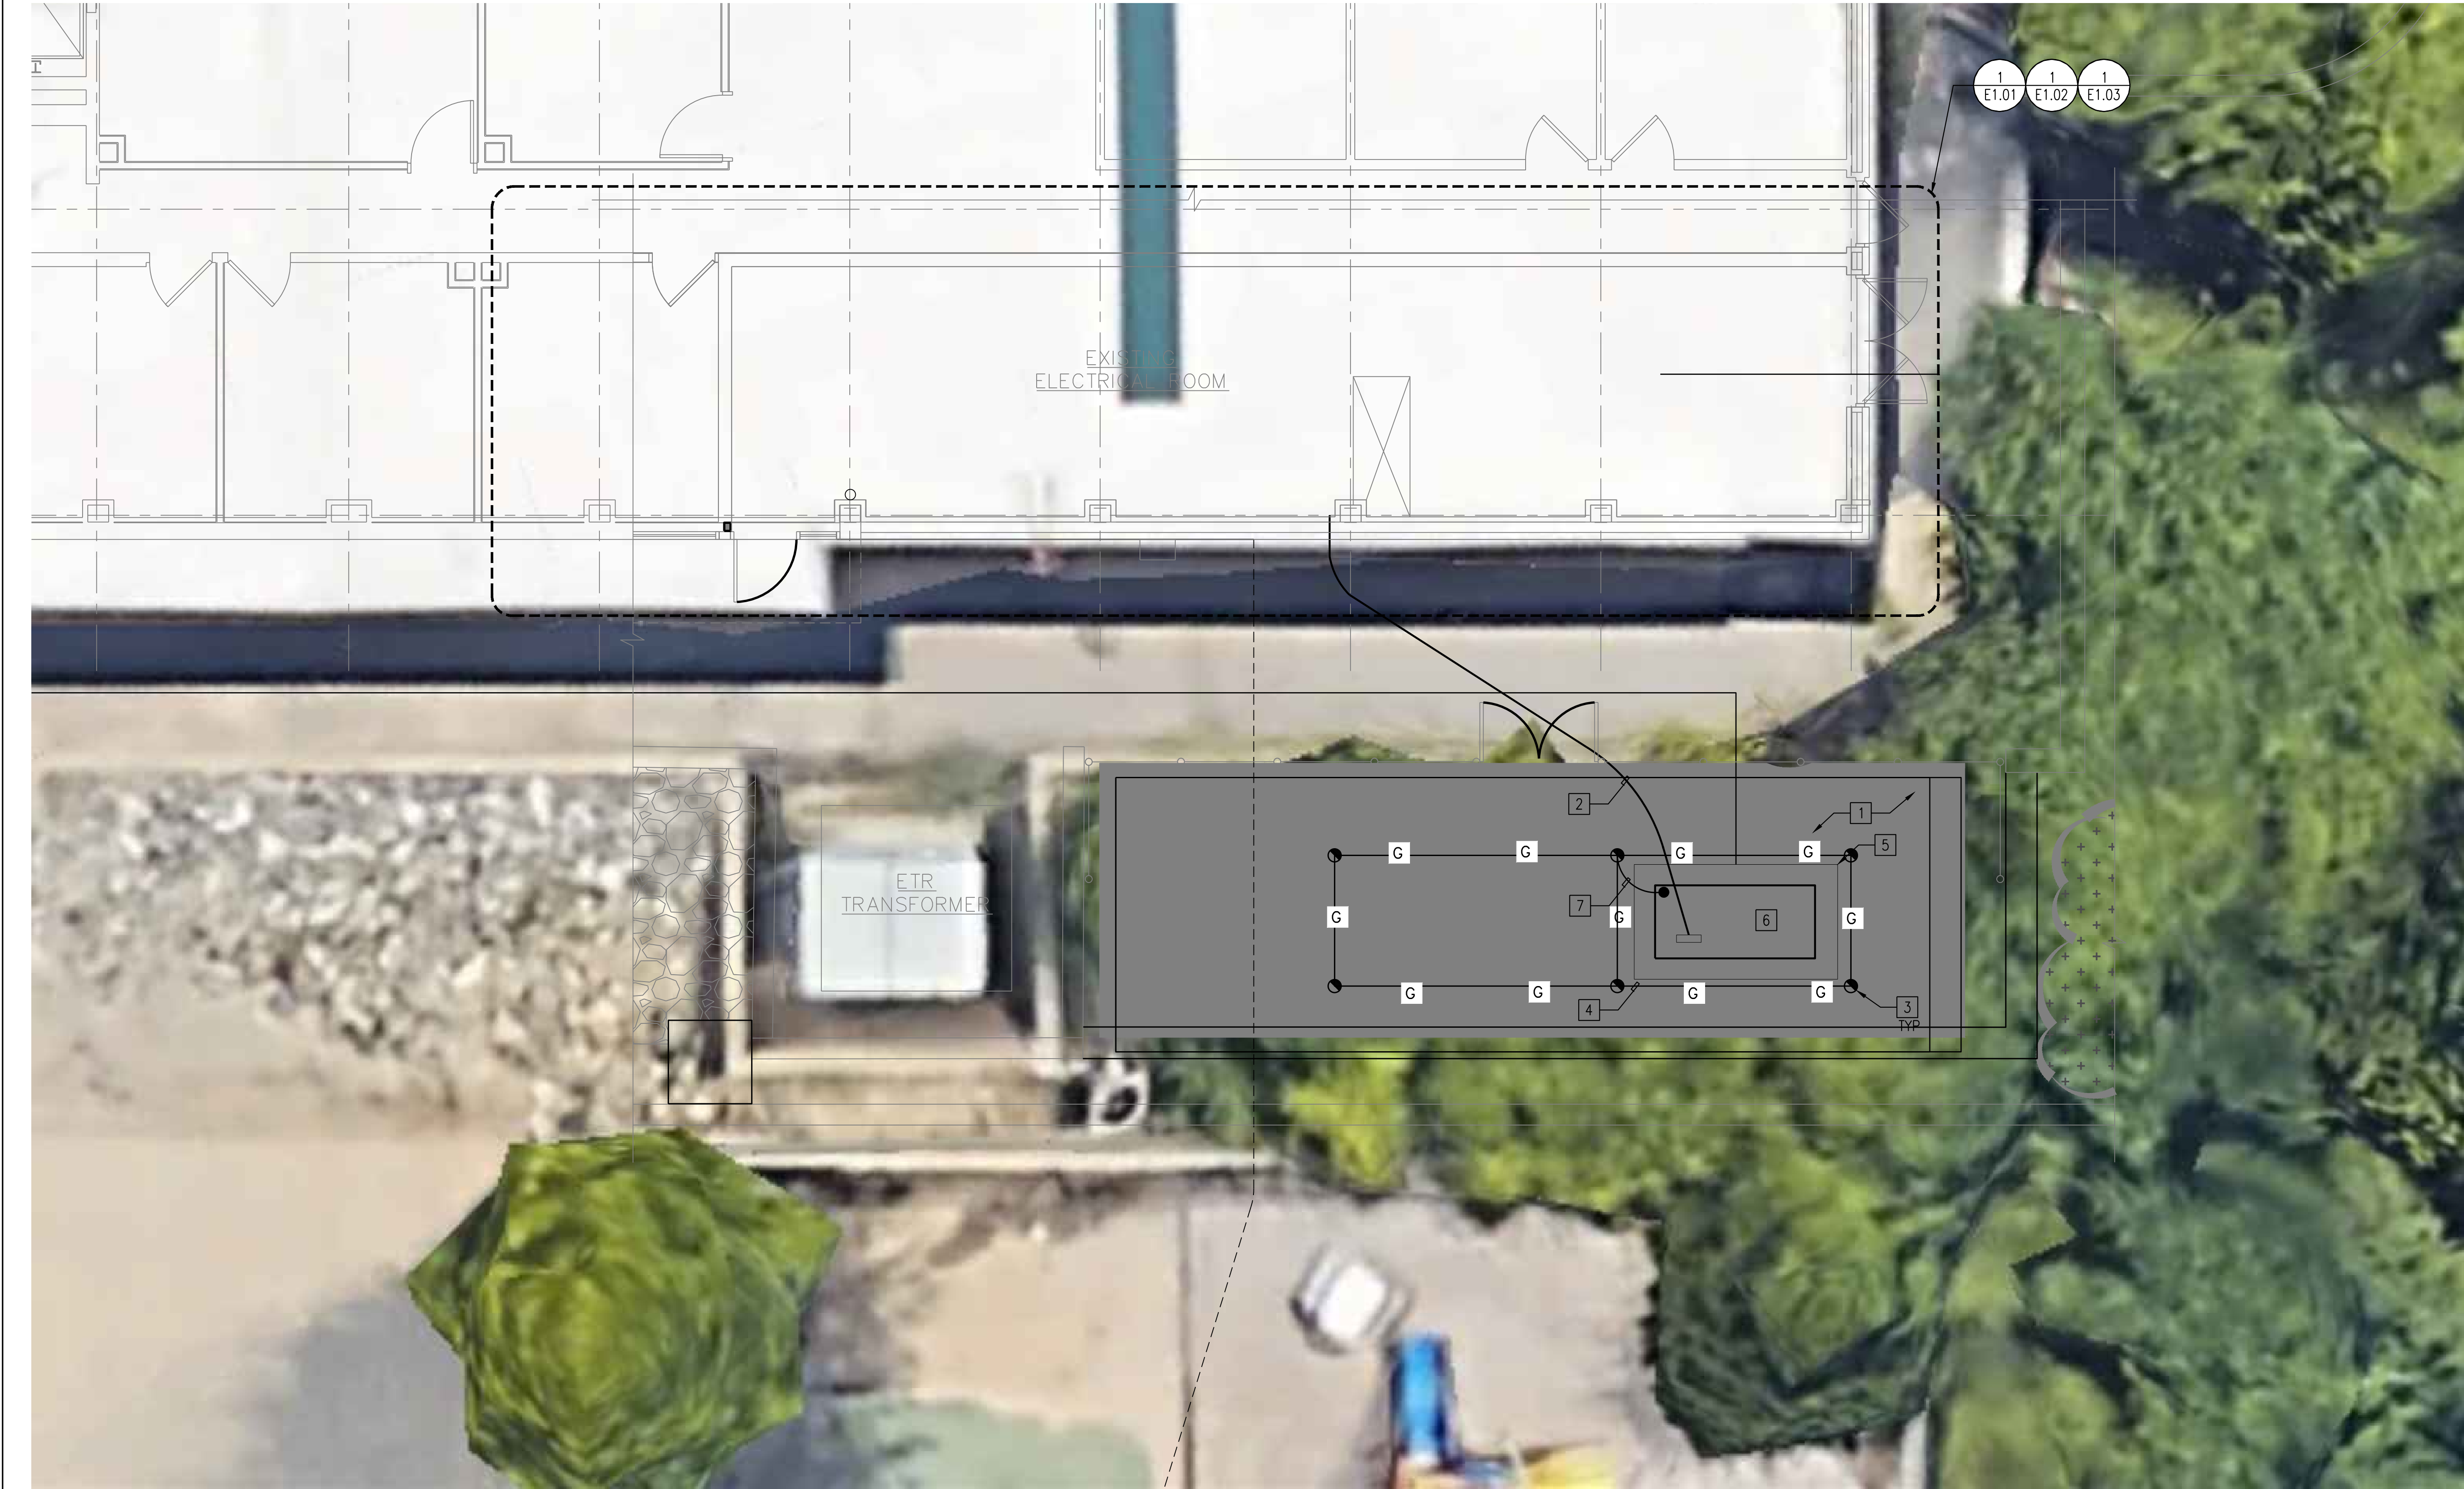 T
1
E1.01
1
E1.02
1
E1.03
EXISTING
ELECTRICAL ROOM
2
1
5
G
G
G
G
ETR
TRANSFORMER
7
6
G
G
G
G
G
G
G
4
3
TYP